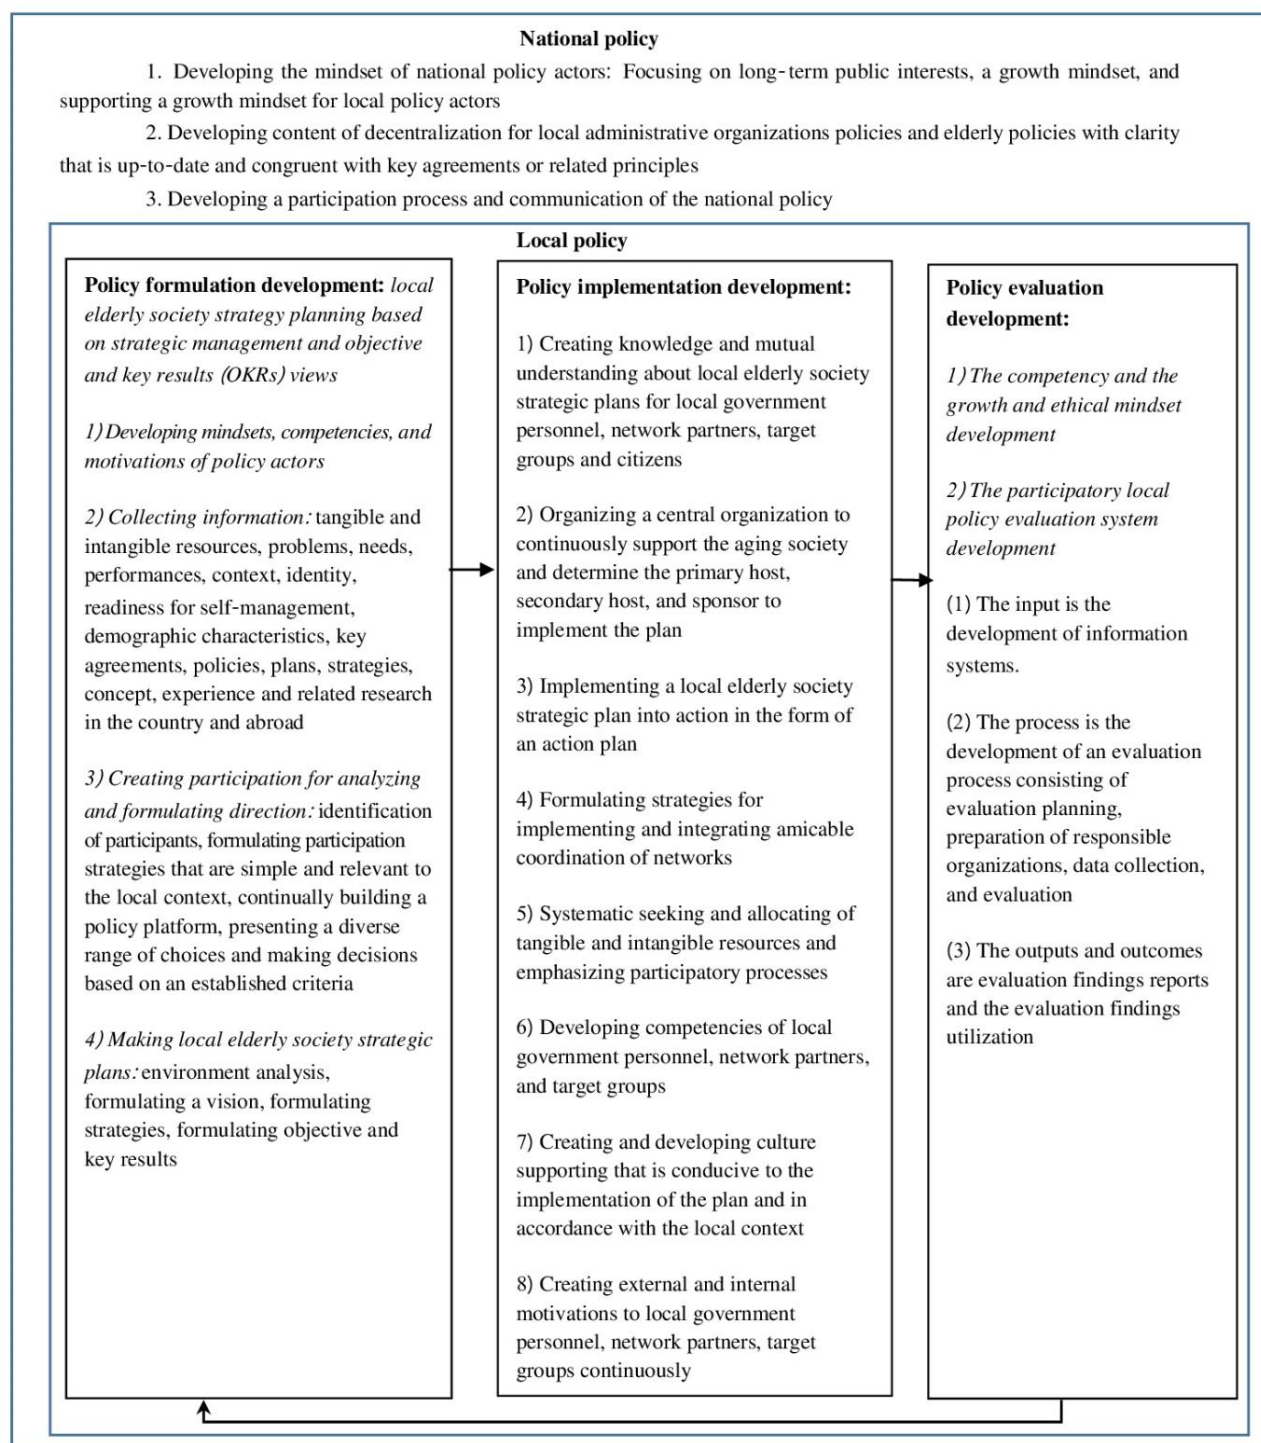 National policy
1. Developing the mindset of national policy actors: Focusing on long-term public interests, a growth mindset, and
supporting a growth mindset for local policy actors
2. Developing content of decentralization for local administrative organizations policies and elderly policies with clarity
that is up-to-date and congruent with key agreements or related principles
3. Developing a participation process and communication of the national policy
Local policy
Policy formulation development: local
elderly society strategy planning based
on strategic management and objective
and key results (OKRs) views
1) Developing mindsets, competencies, and
motivations of policy actors
2) Collecting information: tangible and
intangible resources, problems, needs,
performances, context, identity,
readiness for self-management,
demographic characteristics, key
agreements, policies, plans, strategies,
concept, experience and related research
in the country and abroad
3) Creating participation for analyzing
and formulating direction: identification
of participants, formulating participation
strategies that are simple and relevant to
the local context, continually building a
policy platform, presenting a diverse
range of choices and making decisions
based on an established criteria
4) Making local elderly society strategic
plans: environment analysis,
formulating a vision, formulating
strategies, formulating objective and
key results
Policy implementation development:
1) Creating knowledge and mutual
understanding about local elderly society
strategic plans for local government
personnel, network partners, target
groups and citizens
2) Organizing a central organization to
continuously support the aging society
and determine the primary host,
secondary host, and sponsor to
implement the plan
3) Implementing a local elderly society
strategic plan into action in the form of
an action plan
4) Formulating strategies for
implementing and integrating amicable
coordination of networks
5) Systematic seeking and allocating of
tangible and intangible resources and
emphasizing participatory processes
6) Developing competencies of local
government personnel, network partners,
and target groups
7) Creating and developing culture
supporting that is conducive to the
implementation of the plan and in
accordance with the local context
8) Creating external and internal
motivations to local government
personnel, network partners, target
groups continuously
Policy evaluation
development:
1) The competency and the
growth and ethical mindset
development
2) The participatory local
policy evaluation system
development
(1) The input is the
development of information
systems.
(2) The process is the
development of an evaluation
process consisting of
evaluation planning,
preparation of responsible
organizations, data collection,
and evaluation
(3) The outputs and outcomes
are evaluation findings reports
and the evaluation findings
utilization